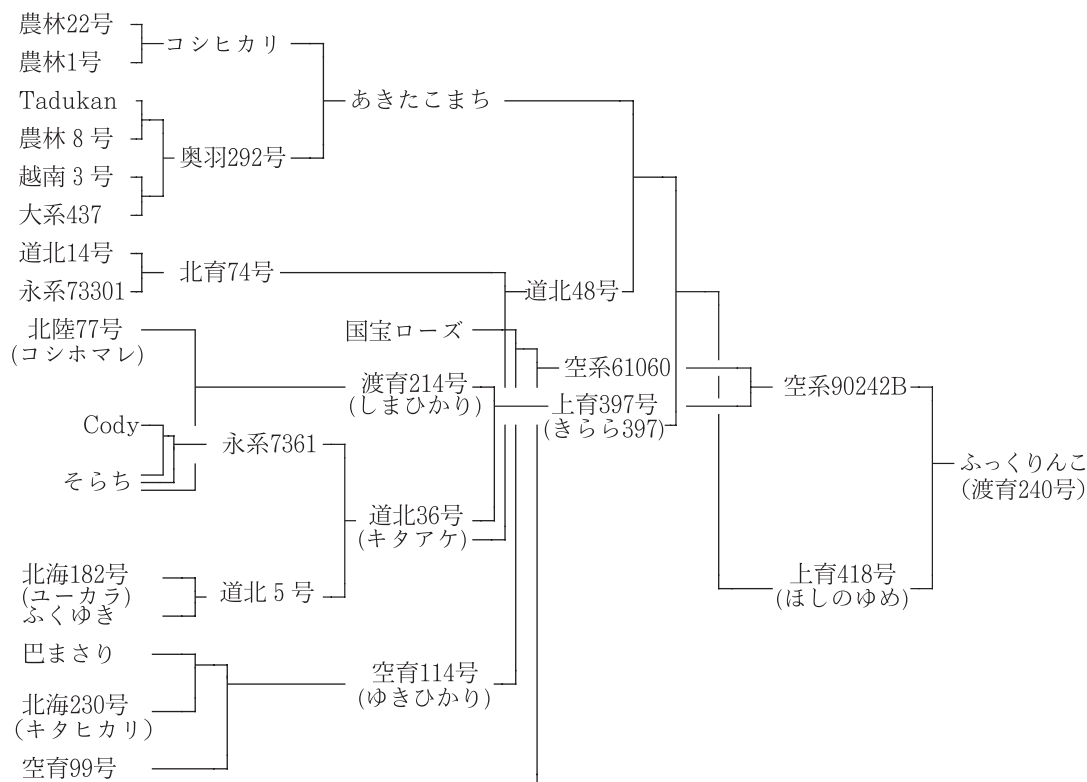 農林22号
コシヒカリ
農林1号
Tadukan
あきたこまち
農林8号
奥羽292号
越南3号
大系437
道北14号
北育74号
永系73301
道北48号
北陸77号
(コシホマレ)
国宝ローズ
空系61060
渡育214号
(しまひかり)
空系90242B
上育397号
(きらら397)
Cody
永系7361
そらち
ふっくりんこ
(渡育240号)
道北36号
(キタアケ)
北海182号
(ユーカラ)
ふくゆき
道北5号
上育418号
(ほしのゆめ)
巴まさり
空育114号
(ゆきひかり)
北海230号
(キタヒカリ)
空育99号